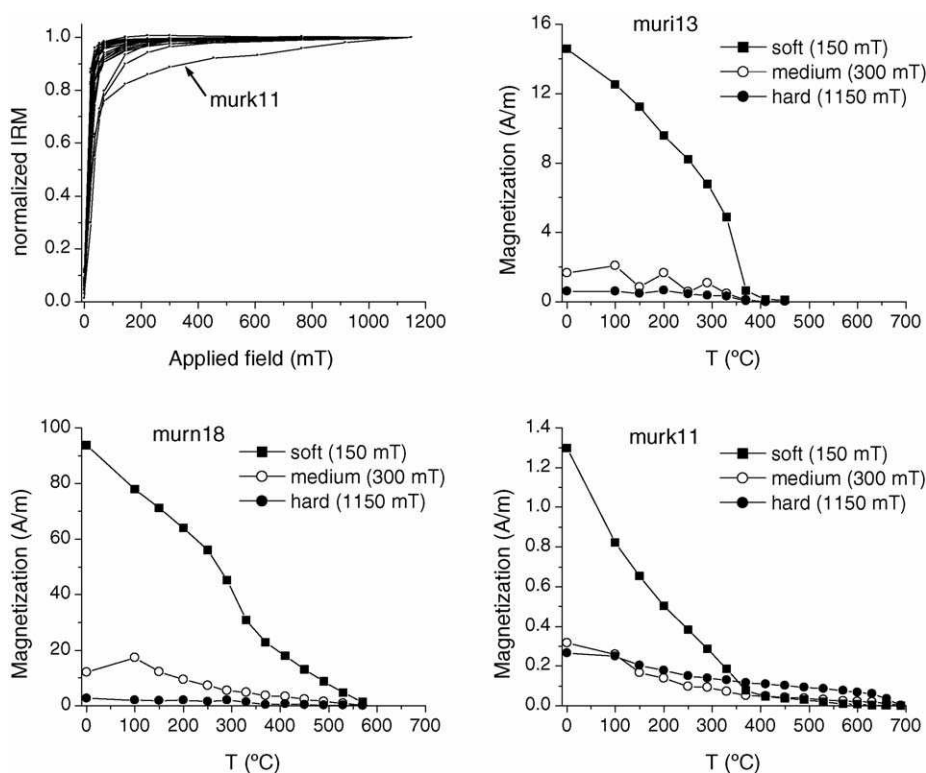 normalized IRM
1.0
0.8
0.6
0.4
0.2
0.0
murk11
0 200 400 600 800 1000 1200
Applied field (mT)
muri13
Magnetization (A/m)
16
12
8
4
0
soft (150 mT)
medium (300 mT)
hard (1150 mT)
0 100 200 300 400 500 600 700
T (ºC)
murn18
Magnetization (A/m)
100
80
60
40
20
0
soft (150 mT)
medium (300 mT)
hard (1150 mT)
0 100 200 300 400 500 600 700
T (ºC)
murk11
Magnetization (A/m)
1.4
1.2
1.0
0.8
0.6
0.4
0.2
0.0
soft (150 mT)
medium (300 mT)
hard (1150 mT)
0 100 200 300 400 500 600 700
T (ºC)